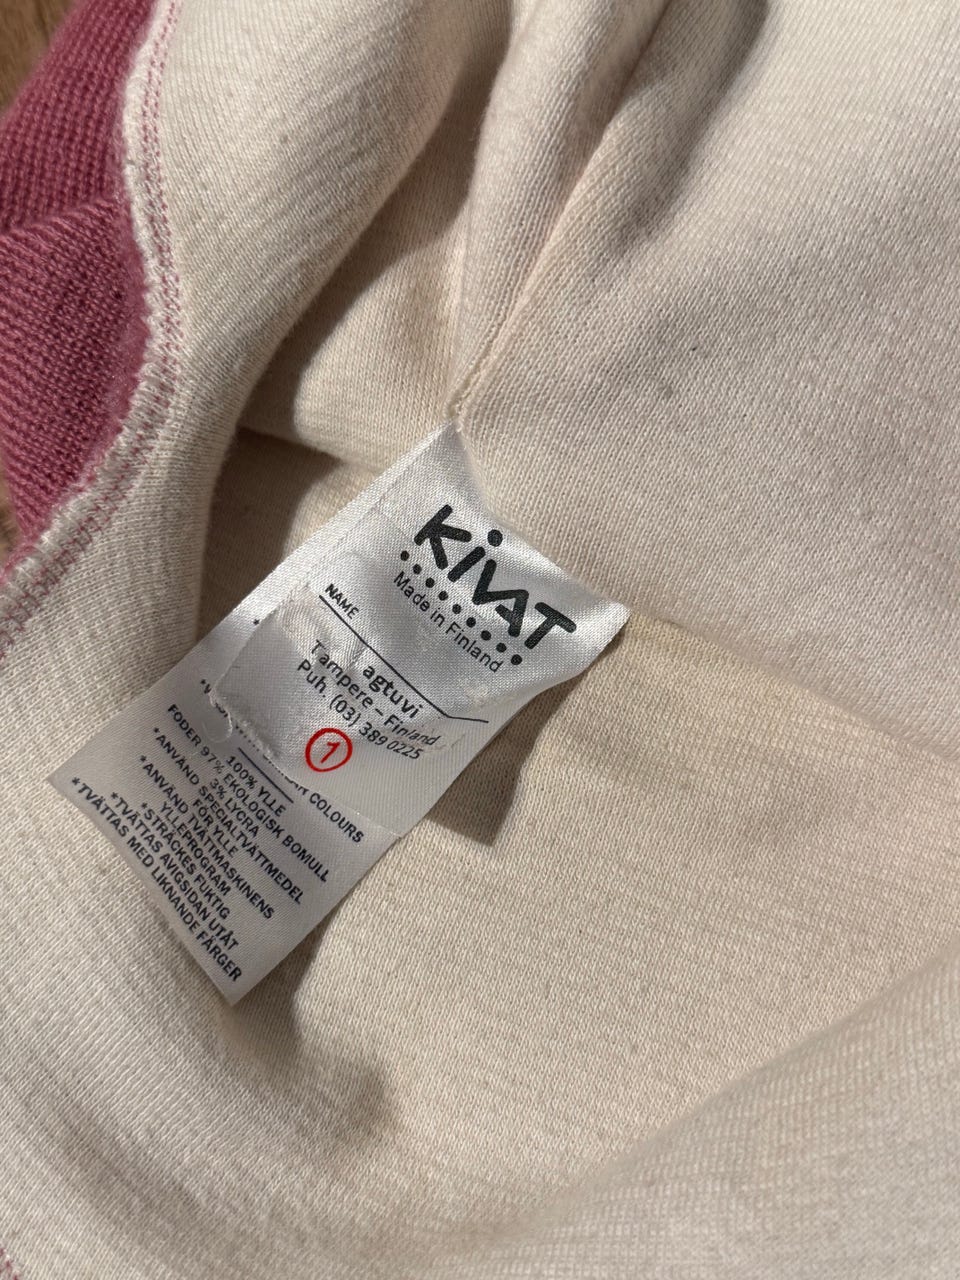 KiVAT
Made in Finland
NAME
agtuvi
Tampere – Finland
Puh. (03) 389 0225
1
COLOURS
100% YLLE
FODER 97% EKOLOGISK BOMULL
3% LYCRA
*ANVÄND SPECIALTVÄTTMEDEL
FÖR YLLE
*ANVÄND TVÄTTMASKINENS
YLLEPROGRAM
*STRÄCKES FUKTIG
*TVÄTTAS AVIGSIDAN UTÅT
*TVÄTTAS MED LIKNANDE FÄRGER